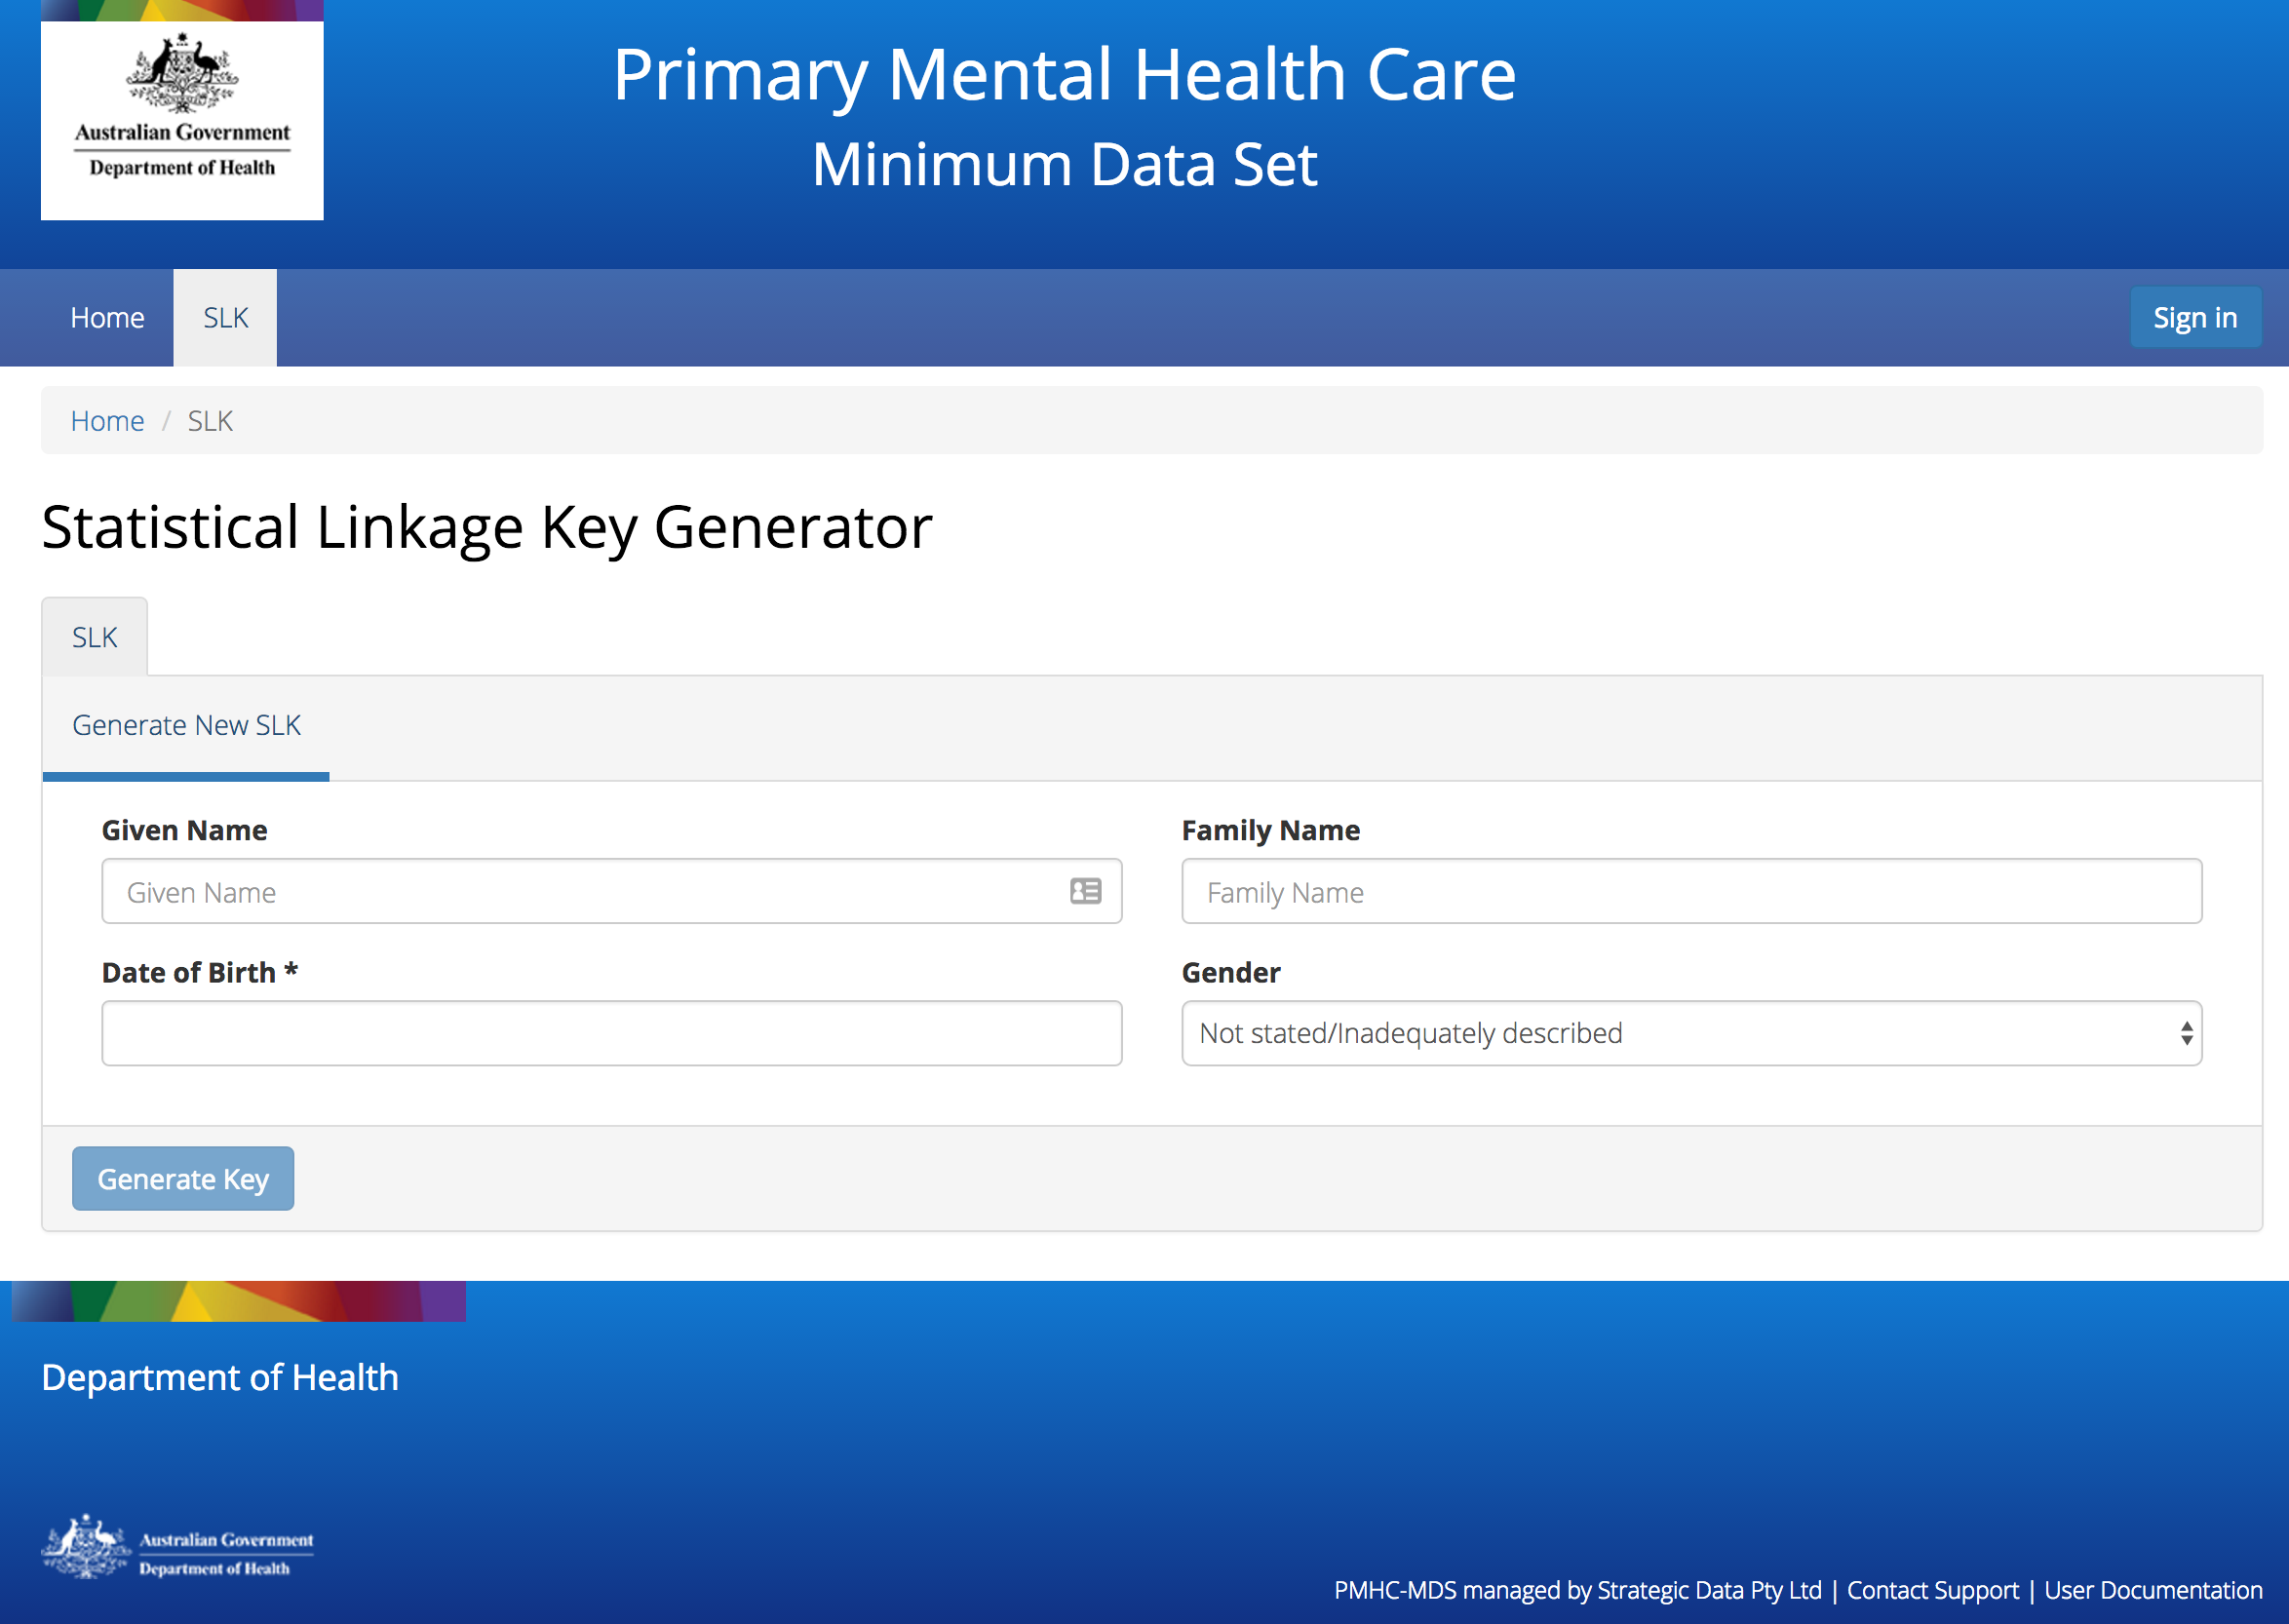 Australian Government
Department of Health
Primary Mental Health Care
Minimum Data Set
Home SLK Sign in
Home / SLK
Statistical Linkage Key Generator
SLK
Generate New SLK
Given Name Family Name
Given Name Family Name
Date of Birth * Gender
Not stated/Inadequately described
Generate Key
Department of Health
Australian Government
Department of Health
PMHC-MDS managed by Strategic Data Pty Ltd | Contact Support | User Documentation